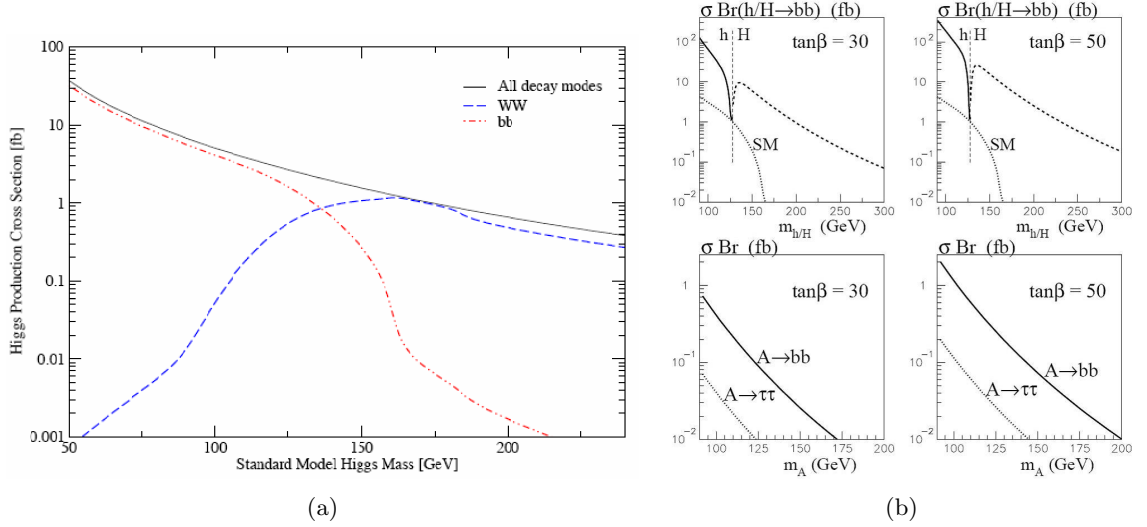 100
10
1
0.1
0.01
0.001
Higgs Production Cross Section [fb]
All decay modes
WW
bb
50
100
150
200
Standard Model Higgs Mass [GeV]
(a)
σ Br(h/H→bb) (fb)
h H
tanβ = 30
SM
10²
10
1
10⁻¹
10⁻²
100
150
200
250
300
m_h/H (GeV)
σ Br(h/H→bb) (fb)
h H
tanβ = 50
SM
10²
10
1
10⁻¹
10⁻²
100
150
200
250
300
m_h/H (GeV)
σ Br (fb)
tanβ = 30
A→bb
A→ττ
1
10⁻¹
10⁻²
100
125
150
175
200
m_A (GeV)
σ Br (fb)
tanβ = 50
A→bb
A→ττ
1
10⁻¹
10⁻²
100
125
150
175
200
m_A (GeV)
(b)